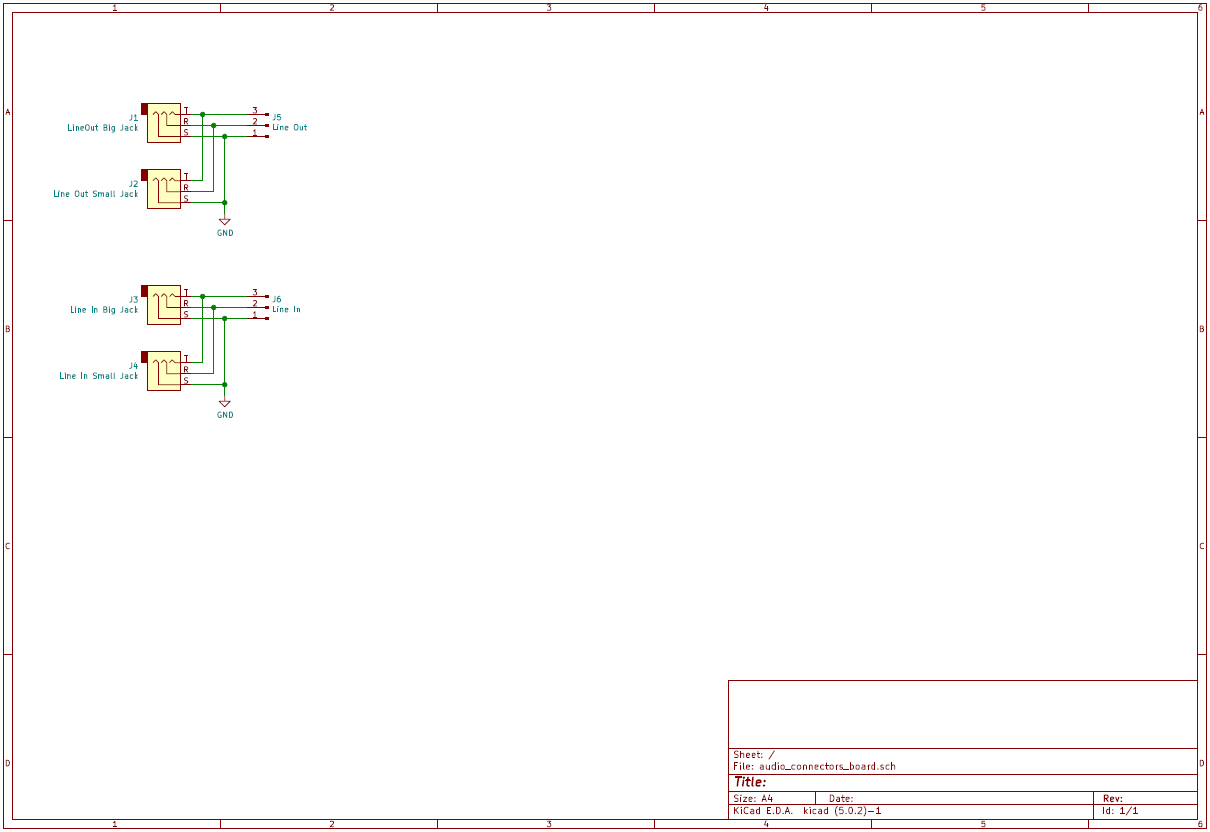 1 2 3 4 5 6
A A
J1
LineOut Big Jack
T 3
R 2
S 1
J5
Line Out
J2
Line Out Small Jack
T
R
S
GND
J3
Line In Big Jack
T 3
R 2
S 1
J6
Line In
B B
J4
Line In Small Jack
T
R
S
GND
C C
Sheet: /
File: audio_connectors_board.sch
D D
Title:
Size: A4 Date: Rev:
KiCad E.D.A. kicad (5.0.2)-1 Id: 1/1
1 2 3 4 5 6